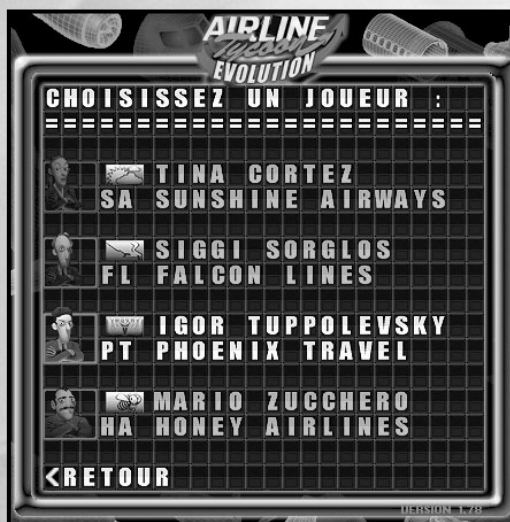 AIRLINE
Tycoon
EVOLUTION
CHOISISSEZ UN JOUEUR :
==========================
TINA CORTEZ
SA SUNSHINE AIRWAYS
SIGGI SORGLOS
FL FALCON LINES
IGOR TUPPOLEVSKY
PT PHOENIX TRAVEL
MARIO ZUCCHERO
HA HONEY AIRLINES
<RETOUR
VERSION 1.78